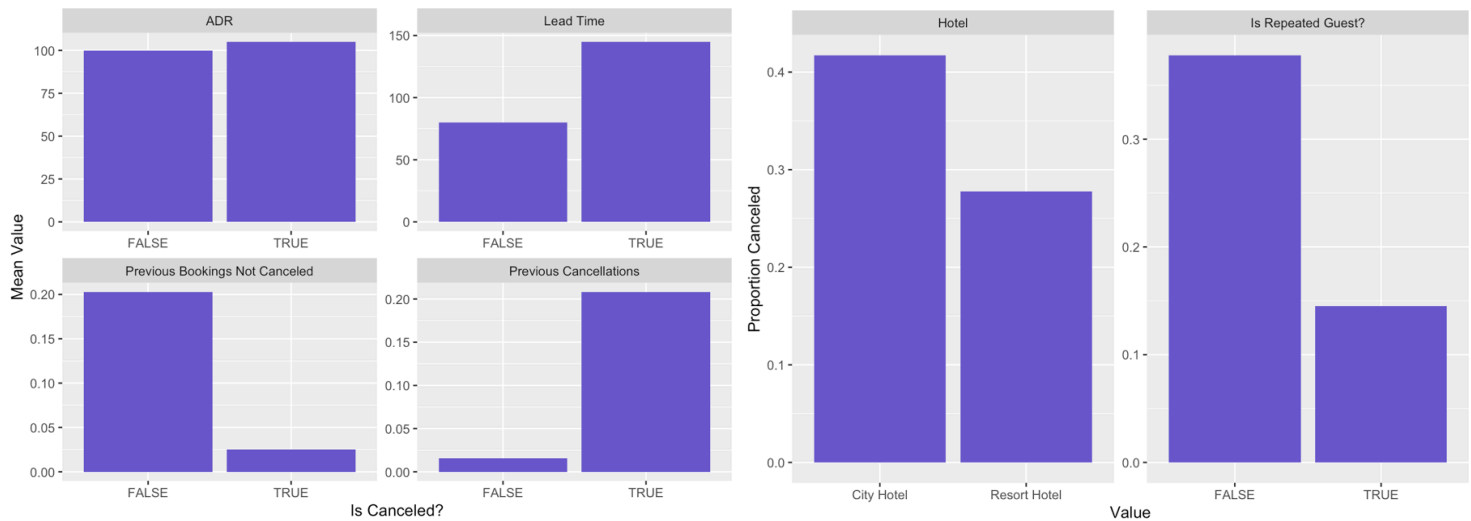 ADR
Lead Time
100
75
50
25
0
150
100
50
0
FALSE
TRUE
FALSE
TRUE
Mean Value
Previous Bookings Not Canceled
Previous Cancellations
0.20
0.15
0.10
0.05
0.00
0.20
0.15
0.10
0.05
0.00
FALSE
TRUE
FALSE
TRUE
Is Canceled?
Hotel
Is Repeated Guest?
Proportion Canceled
0.4
0.3
0.2
0.1
0.0
0.3
0.2
0.1
0.0
City Hotel
Resort Hotel
FALSE
TRUE
Value